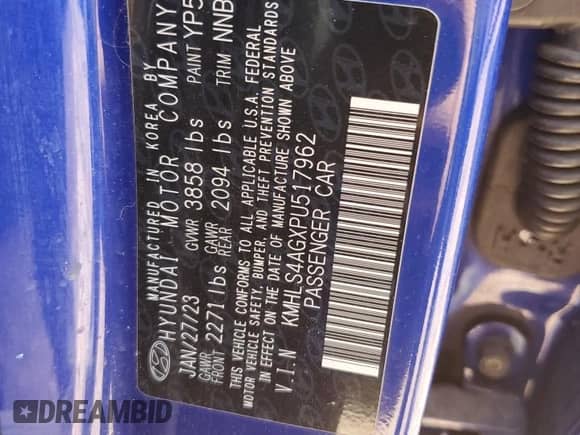 MANUFACTURED IN KOREA BY
HYUNDAI MOTOR COMPANY
JAN/27/23 GVWR 3858 lbs PAINT YP5
GAWR FRONT 2271 lbs GAWR REAR 2094 lbs TRIM NNB
THIS VEHICLE CONFORMS TO ALL APPLICABLE U.S.A. FEDERAL
MOTOR VEHICLE SAFETY, BUMPER, AND THEFT PREVENTION STANDARDS
IN EFFECT ON THE DATE OF MANUFACTURE SHOWN ABOVE
V.I.N KMHLS4AGXPU517962
PASSENGER CAR
DREAMBID